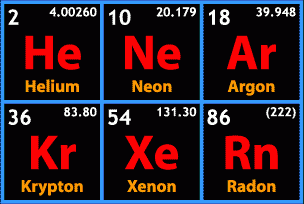 2 4.00260 10 20.179 18 39.948
He Ne Ar
Helium Neon Argon
36 83.80 54 131.30 86 (222)
Kr Xe Rn
Krypton Xenon Radon